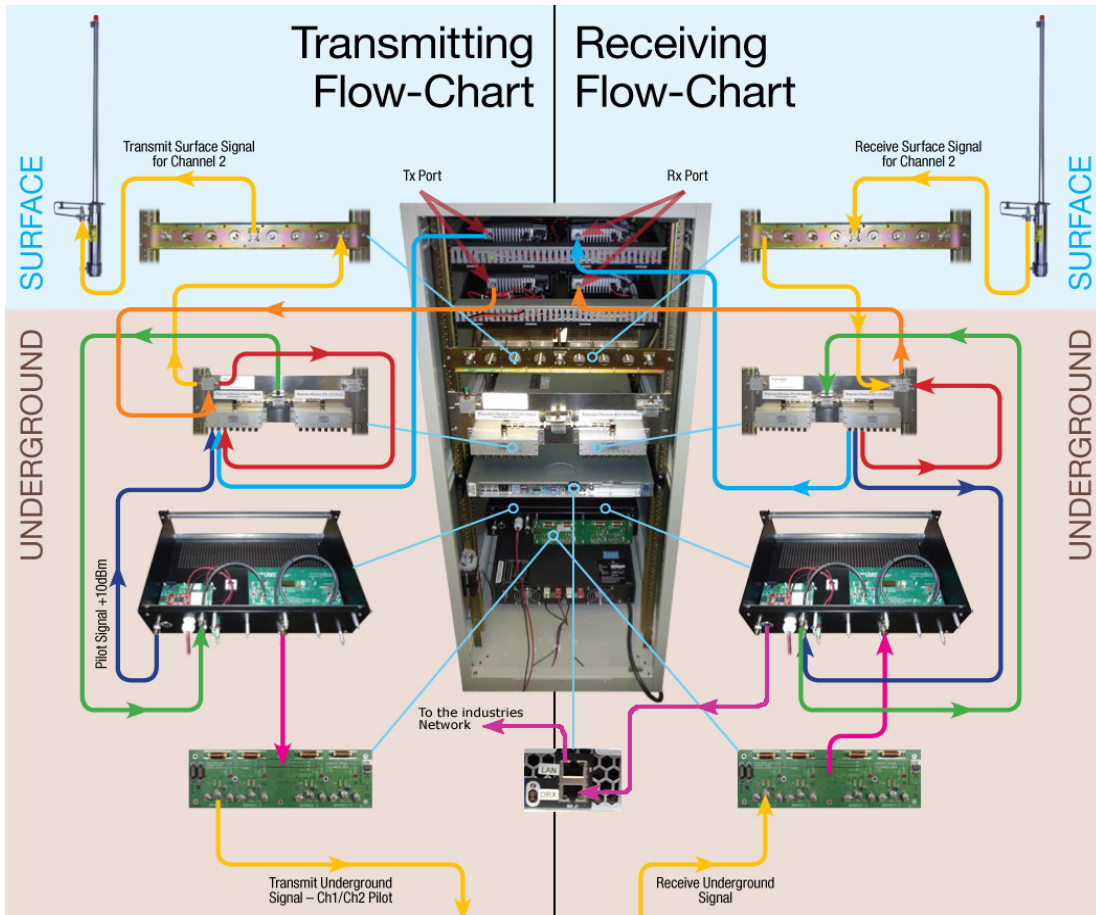 Transmitting
Flow-Chart
Receiving
Flow-Chart
SURFACE
Transmit Surface Signal
for Channel 2
Tx Port
Rx Port
Receive Surface Signal
for Channel 2
SURFACE
UNDERGROUND
UNDERGROUND
Pilot Signal +10dBm
To the industries
Network
LAN
DRX
Transmit Underground
Signal – Ch1/Ch2 Pilot
Receive Underground
Signal